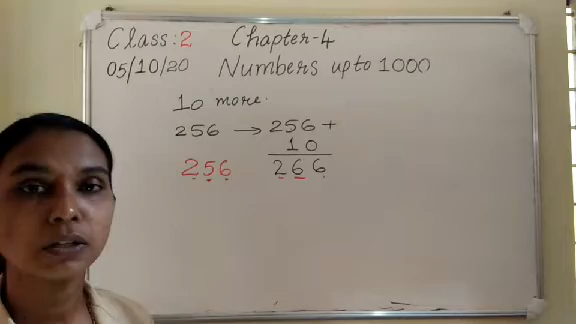 Class:2 Chapter-4
05/10/20 Numbers upto 1000
10 more.
256 → 256 +
10
256 266